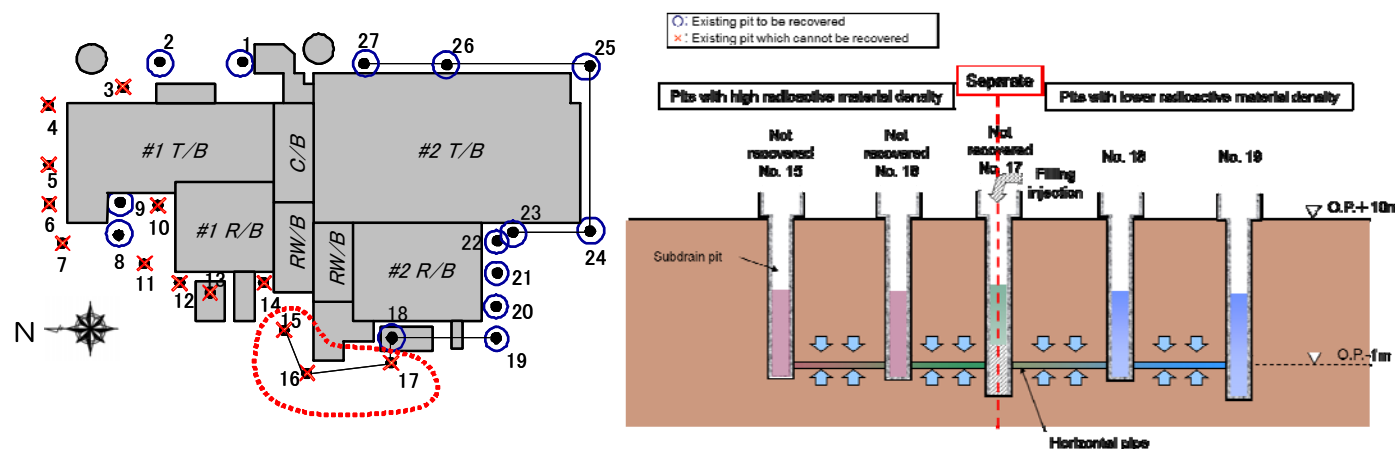 2
1
27
26
25
3
4
#1 T/B
C/B
#2 T/B
5
9
10
6
23
22
24
7
8
#1 R/B
RW/B
RW/B
#2 R/B
11
21
12
13
14
20
15
18
19
N
16
17
O: Existing pit to be recovered
×: Existing pit which cannot be recovered
Separate
Pits with high radioactive material density
Pits with lower radioactive material density
Not
recovered
No. 15
Not
recovered
No. 16
Not
recovered
No. 17
No. 18
No. 19
Filling
injection
O.P.+10m
Subdrain pit
O.P.-1m
Horizontal pipe